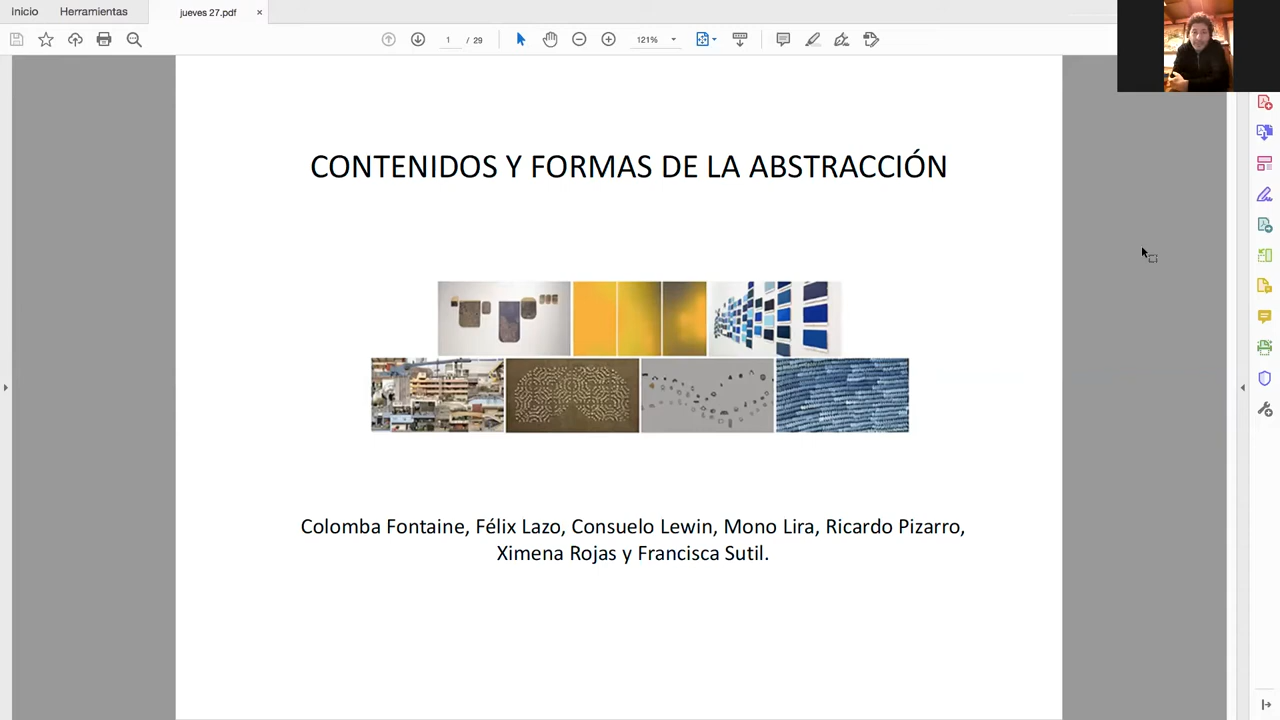 Inicio
Herramientas
jueves 27.pdf
×
1 / 29
121%
CONTENIDOS Y FORMAS DE LA ABSTRACCIÓN
Colomba Fontaine, Félix Lazo, Consuelo Lewin, Mono Lira, Ricardo Pizarro,
Ximena Rojas y Francisca Sutil.